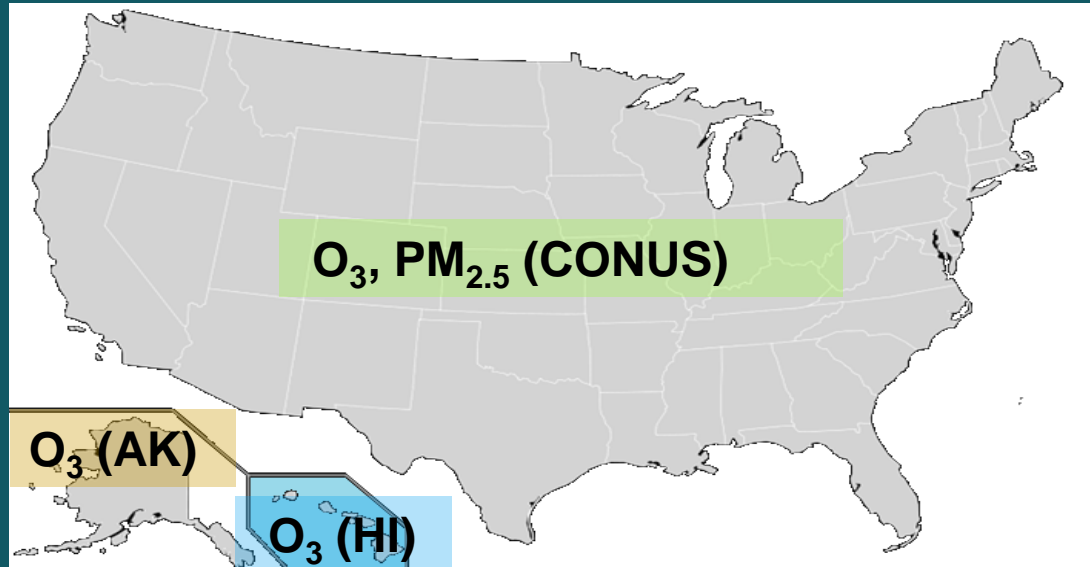 O₃, PM₂.₅ (CONUS)
O₃ (AK)
O₃ (HI)